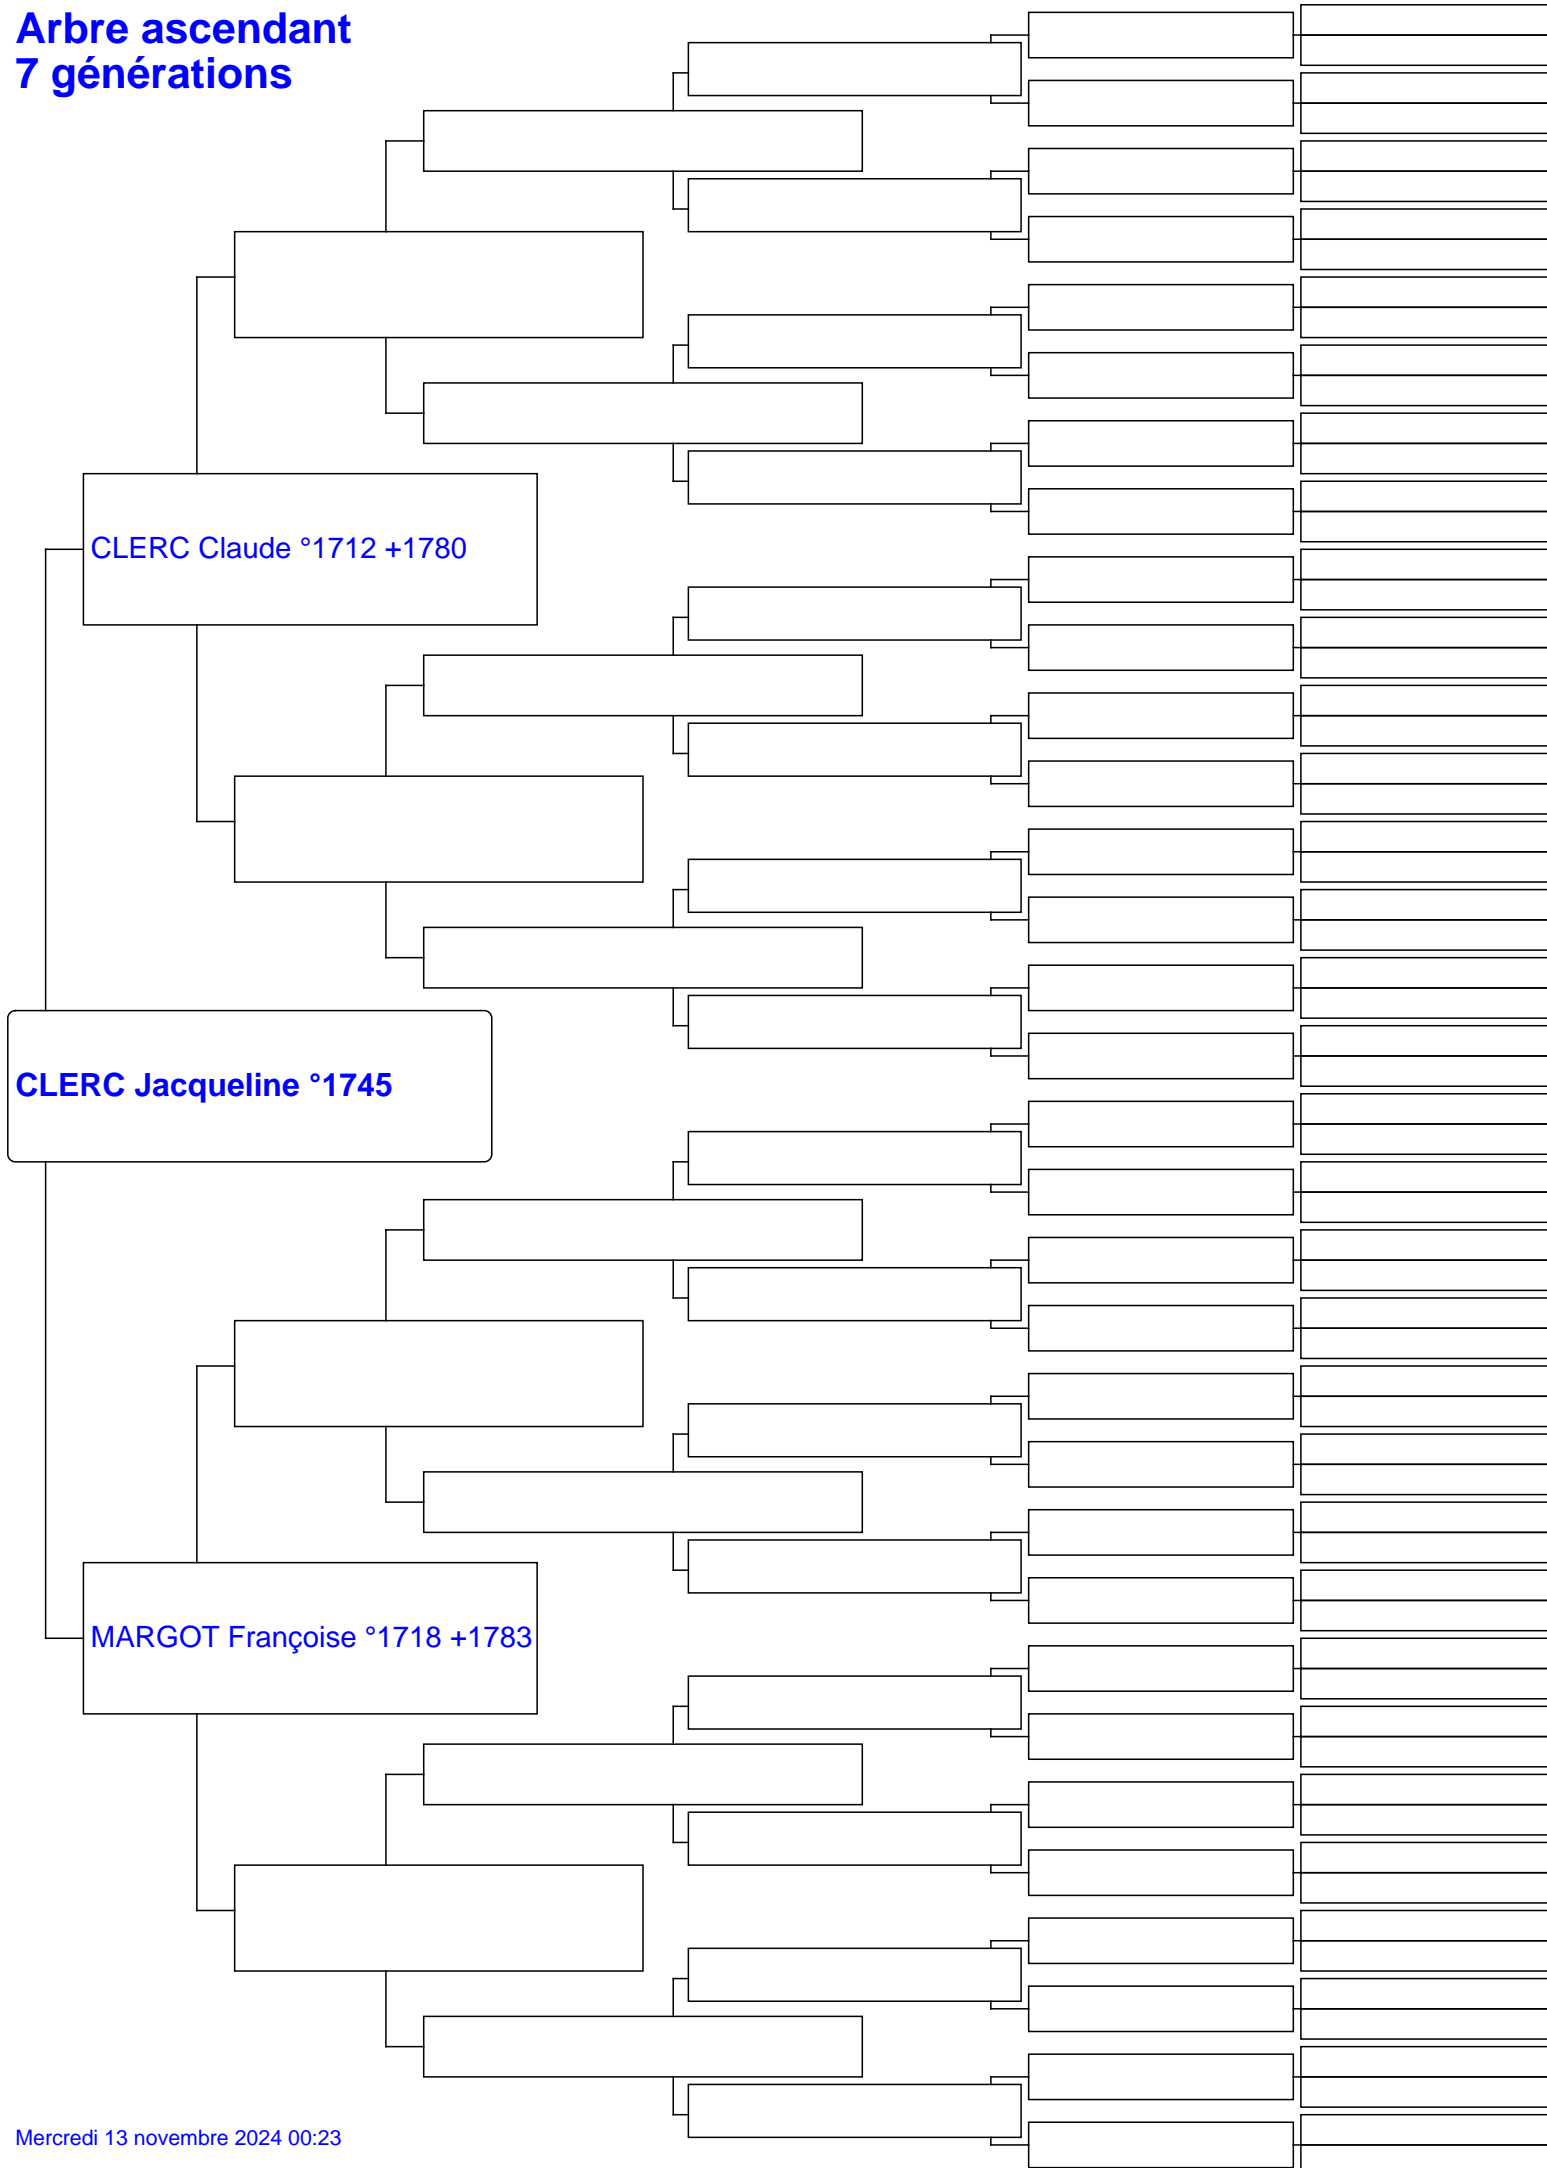 Arbre ascendant
7 générations
CLERC Claude °1712 +1780
CLERC Jacqueline °1745
MARGOT Françoise °1718 +1783
Mercredi 13 novembre 2024 00:23